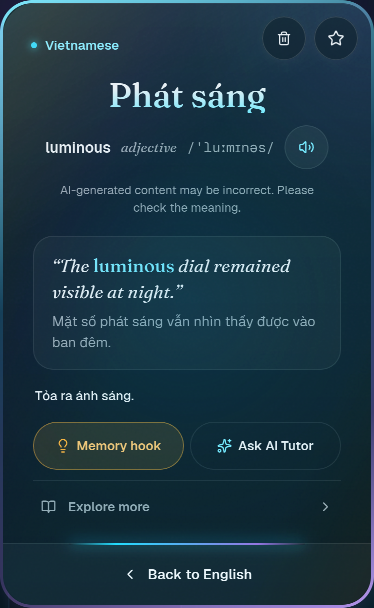 Vietnamese
Phát sáng
luminous adjective /ˈluːmɪnəs/
AI-generated content may be incorrect. Please
check the meaning.
“The luminous dial remained
visible at night.”
Mặt số phát sáng vẫn nhìn thấy được vào
ban đêm.
Tỏa ra ánh sáng.
Memory hook
Ask AI Tutor
Explore more
Back to English